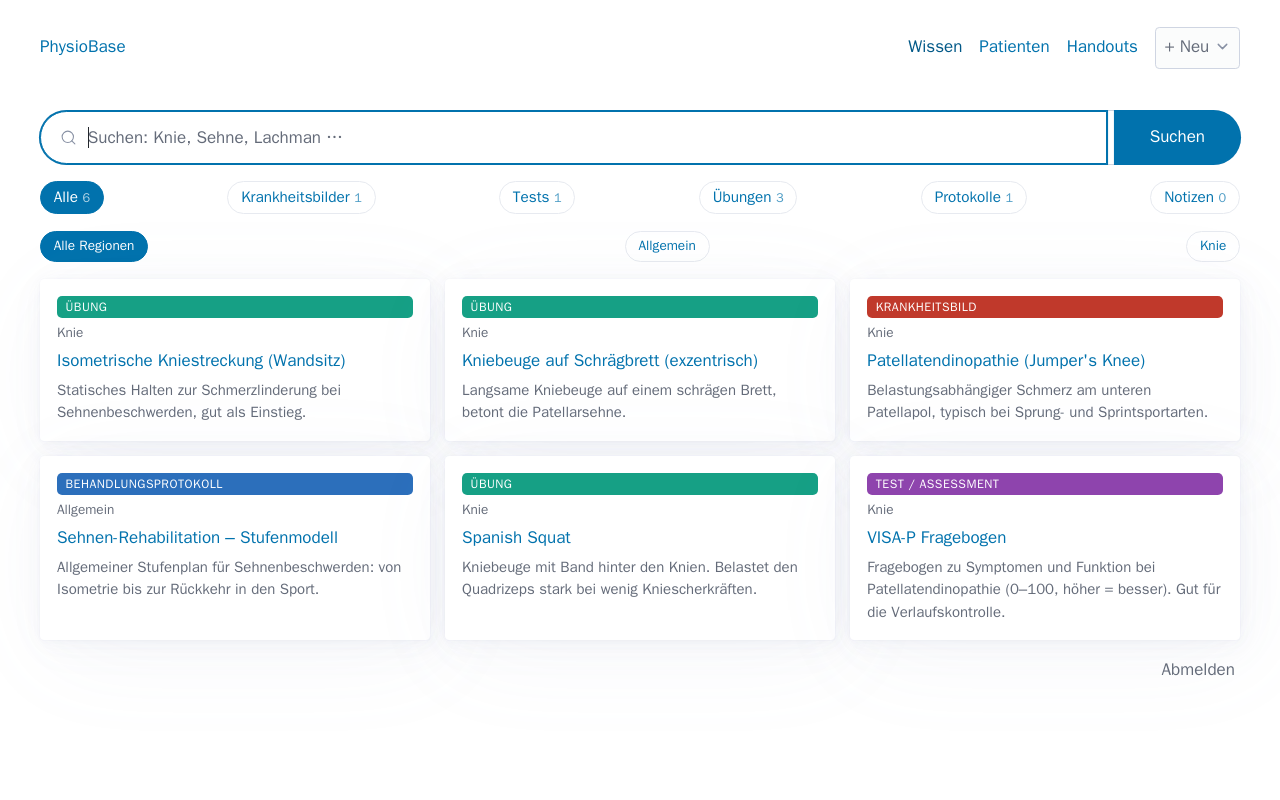 PhysioBase
Wissen Patienten Handouts + Neu
Suchen: Knie, Sehne, Lachman ···
Suchen
Alle 6 Krankheitsbilder 1 Tests 1 Übungen 3 Protokolle 1 Notizen 0
Alle Regionen Allgemein Knie
ÜBUNG
Knie
Isometrische Kniestreckung (Wandsitz)
Statisches Halten zur Schmerzlinderung bei
Sehnenbeschwerden, gut als Einstieg.
ÜBUNG
Knie
Kniebeuge auf Schrägbrett (exzentrisch)
Langsame Kniebeuge auf einem schrägen Brett,
betont die Patellarsehne.
KRANKHEITSBILD
Knie
Patellatendinopathie (Jumper's Knee)
Belastungsabhängiger Schmerz am unteren
Patellapol, typisch bei Sprung- und Sprintsportarten.
BEHANDLUNGSPROTOKOLL
Allgemein
Sehnen-Rehabilitation – Stufenmodell
Allgemeiner Stufenplan für Sehnenbeschwerden: von
Isometrie bis zur Rückkehr in den Sport.
ÜBUNG
Knie
Spanish Squat
Kniebeuge mit Band hinter den Knien. Belastet den
Quadrizeps stark bei wenig Kniescherkräften.
TEST / ASSESSMENT
Knie
VISA-P Fragebogen
Fragebogen zu Symptomen und Funktion bei
Patellatendinopathie (0–100, höher = besser). Gut für
die Verlaufskontrolle.
Abmelden